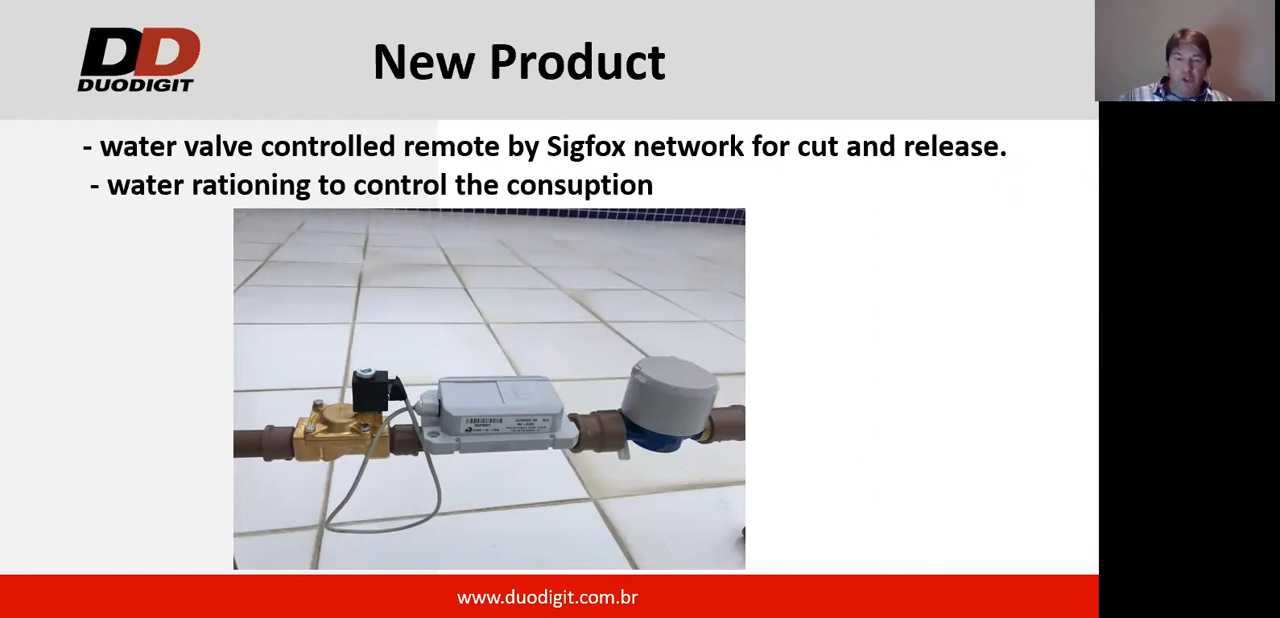 DD
DUODIGIT
New Product
- water valve controlled remote by Sigfox network for cut and release.
- water rationing to control the consuption
www.duodigit.com.br